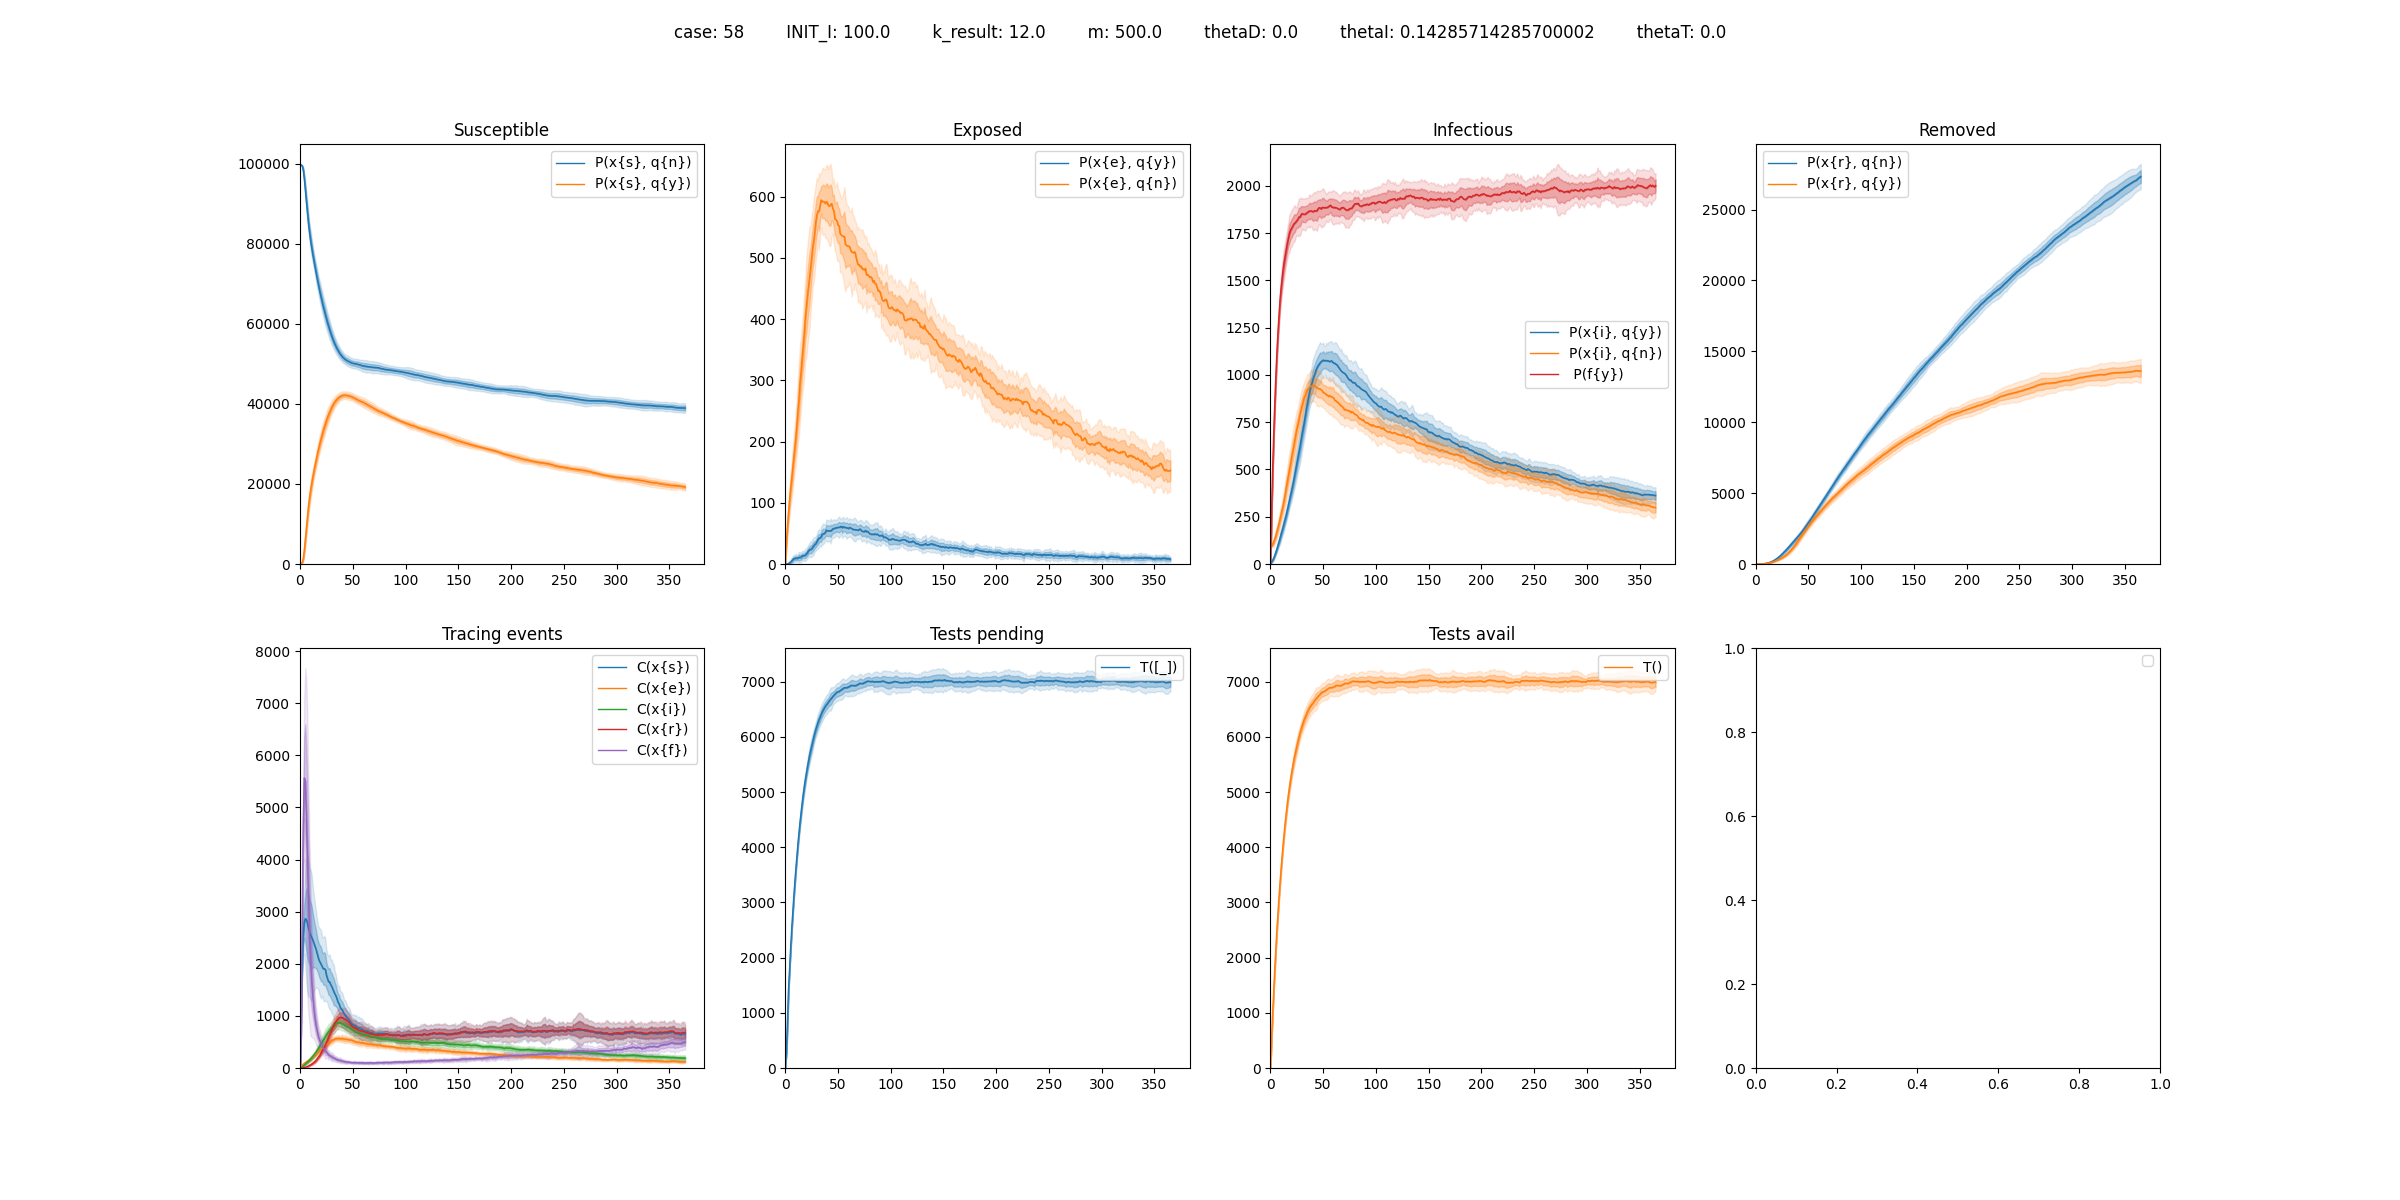 case: 58 INIT_I: 100.0 k_result: 12.0 m: 500.0 thetaD: 0.0 thetaI: 0.14285714285700002 thetaT: 0.0
Susceptible
100000
80000
60000
40000
20000
0
0 50 100 150 200 250 300 350
P(x{s}, q{n})
P(x{s}, q{y})
Exposed
600
500
400
300
200
100
0
0 50 100 150 200 250 300 350
P(x{e}, q{y})
P(x{e}, q{n})
Infectious
2000
1750
1500
1250
1000
750
500
250
0
0 50 100 150 200 250 300 350
P(x{i}, q{y})
P(x{i}, q{n})
P(f{y})
Removed
25000
20000
15000
10000
5000
0
0 50 100 150 200 250 300 350
P(x{r}, q{n})
P(x{r}, q{y})
Tracing events
8000
7000
6000
5000
4000
3000
2000
1000
0
0 50 100 150 200 250 300 350
C(x{s})
C(x{e})
C(x{i})
C(x{r})
C(x{f})
Tests pending
7000
6000
5000
4000
3000
2000
1000
0
0 50 100 150 200 250 300 350
T([_])
Tests avail
7000
6000
5000
4000
3000
2000
1000
0
0 50 100 150 200 250 300 350
T()
1.0
0.8
0.6
0.4
0.2
0.0
0.0 0.2 0.4 0.6 0.8 1.0